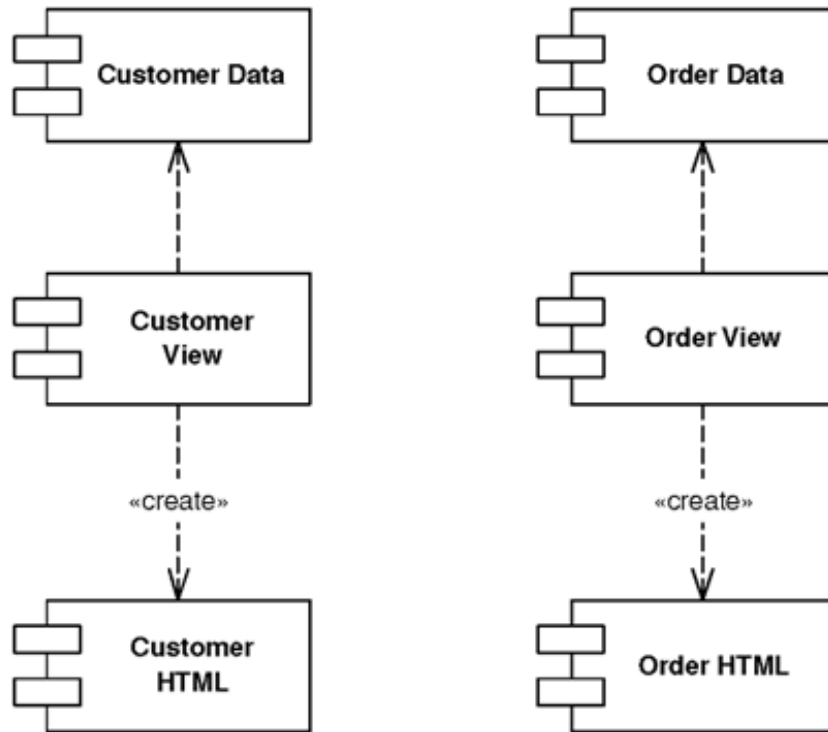 Customer Data
Order Data
Customer
View
Order View
«create»
«create»
Customer
HTML
Order HTML